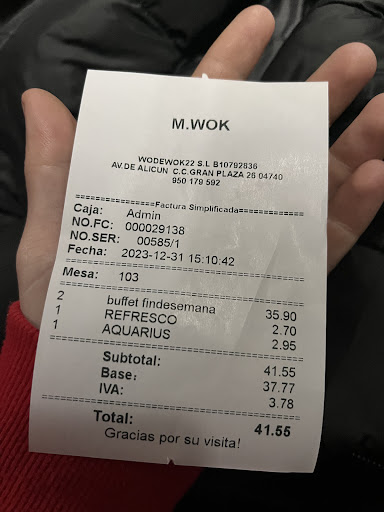 M.WOK
WODEWOK22 S.L B10792836
AV.DE ALICUN C.C.GRAN PLAZA 26 04740
950 179 592
================Factura Simplificada================
Caja: Admin
NO.FC: 000029138
NO.SER: 00585/1
Fecha: 2023-12-31 15:10:42
Mesa: 103
2 buffet findesemana 35.90
1 REFRESCO 2.70
1 AQUARIUS 2.95
Subtotal: 41.55
Base: 37.77
IVA: 3.78
Total: 41.55
Gracias por su visita!